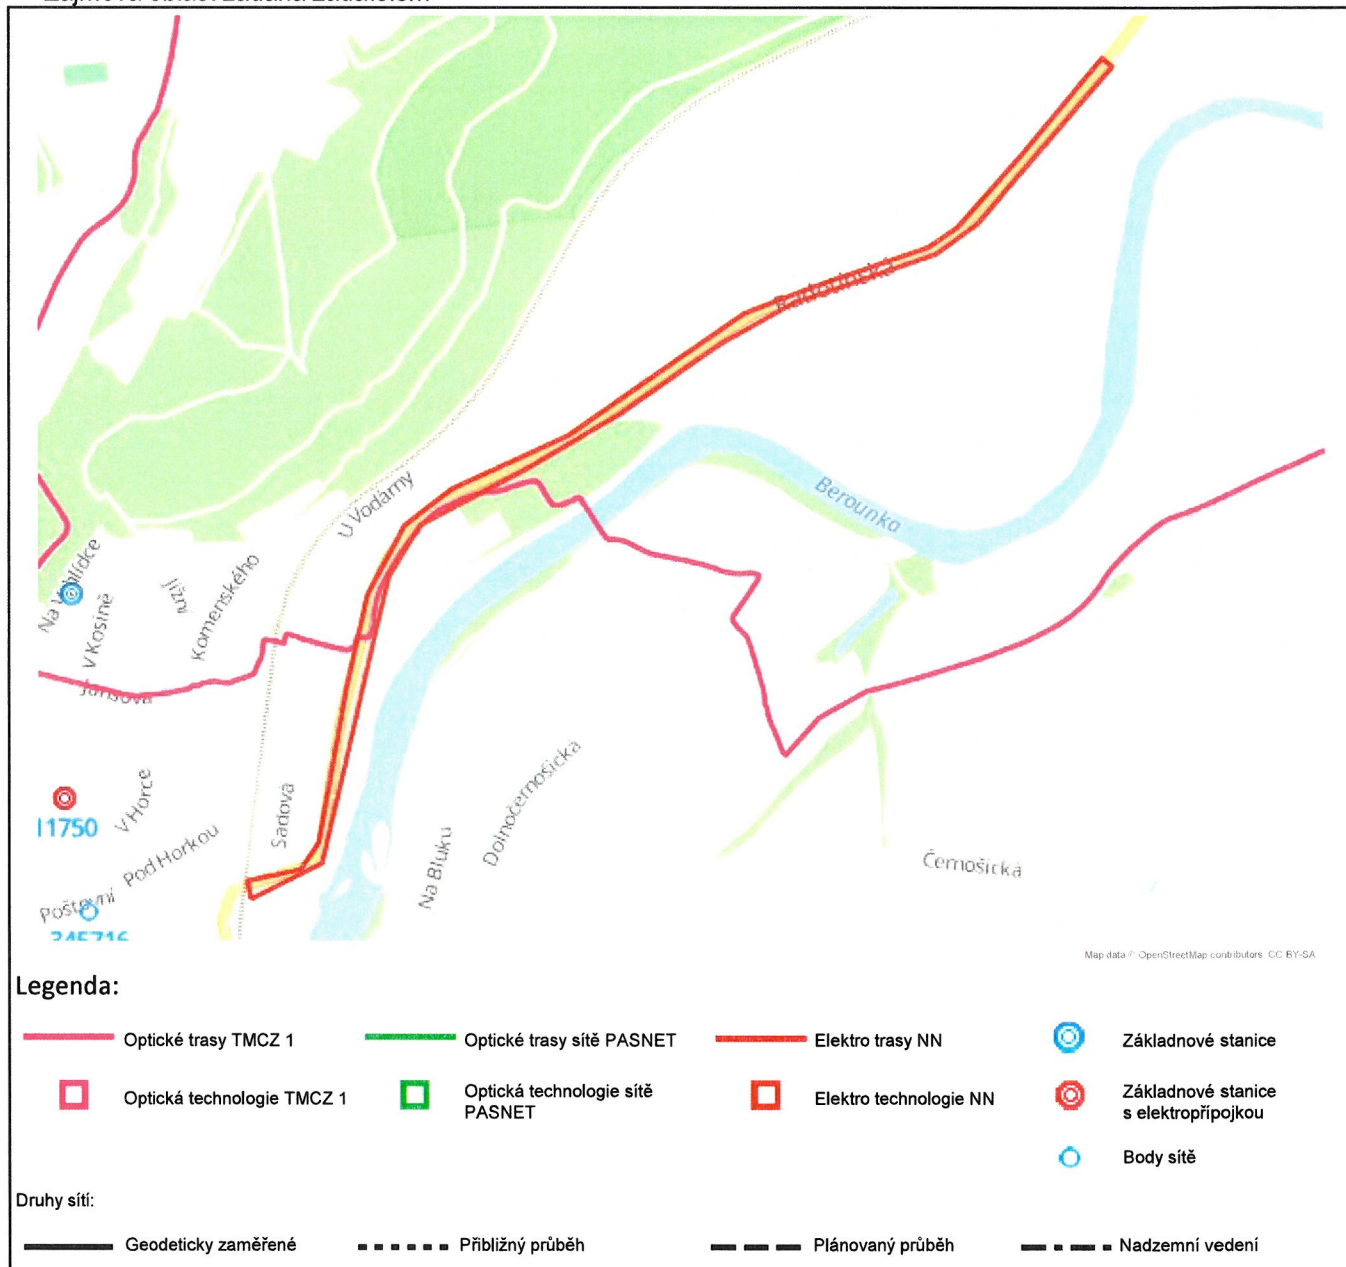 Radotínská
U Vodárny
Berounka
Na Vyhlídce
V Kosině
Jižní
Komenského
11750
V Horce
Pod Horkou
Sadová
Na Bluku
Dolnočernošická
Poštovní
345716
Černošická
Map data © OpenStreetMap contributors, CC BY-SA
Legenda:
Optické trasy TMCZ 1
Optické trasy sítě PASNET
Elektro trasy NN
Základnové stanice
Optická technologie TMCZ 1
Optická technologie sítě
PASNET
Elektro technologie NN
Základnové stanice
s elektropřípojkou
Body sítě
Druhy sítí:
Geodeticky zaměřené
Přibližný průběh
Plánovaný průběh
Nadzemní vedení